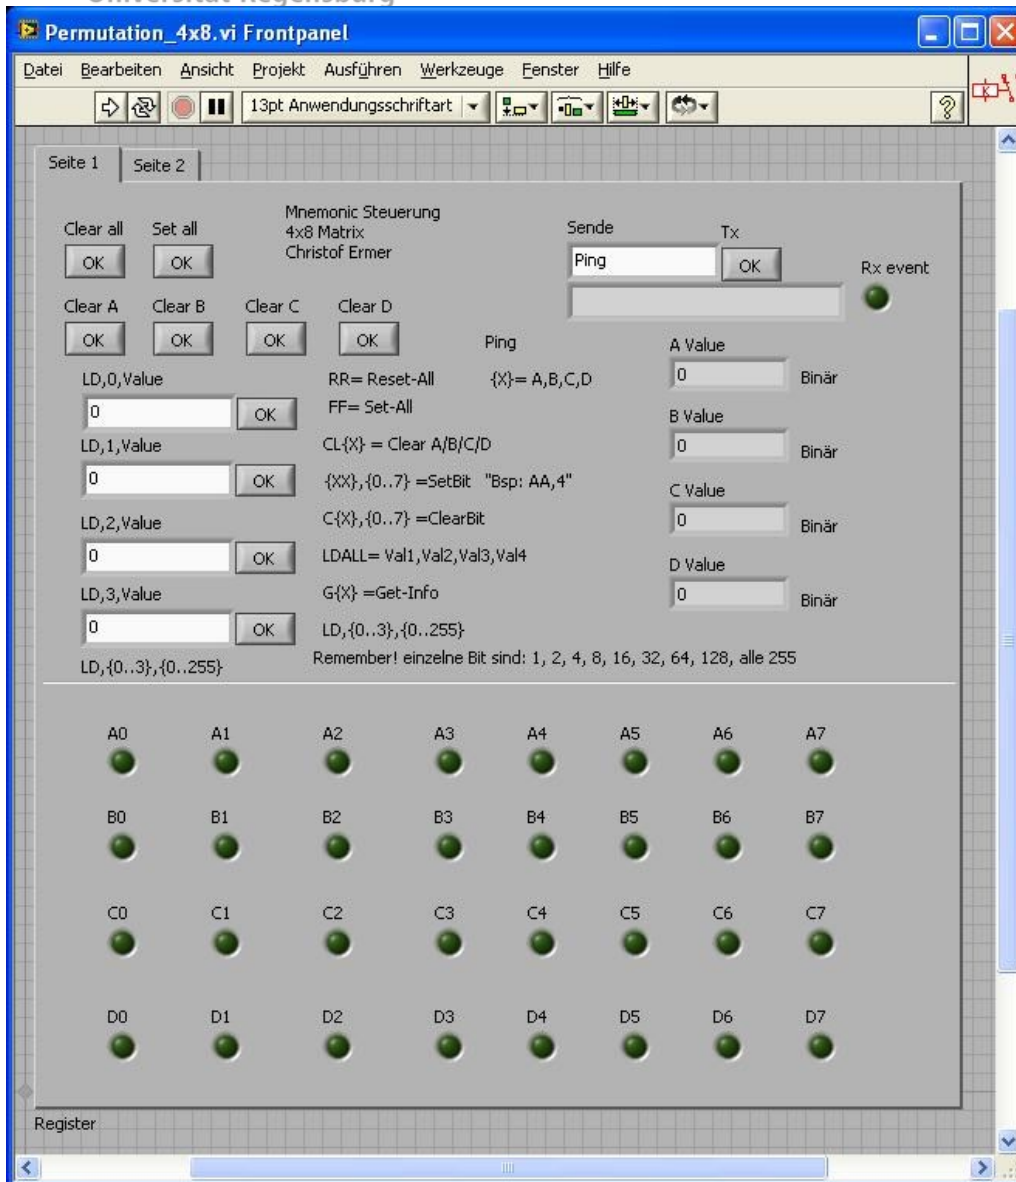 Universität Regensburg
Permutation_4x8.vi Frontpanel
Datei Bearbeiten Ansicht Projekt Ausführen Werkzeuge Fenster Hilfe
13pt Anwendungsschriftart
?
K
Seite 1 Seite 2
Mnemonic Steuerung
4x8 Matrix
Christof Ermer
Clear all Set all
OK OK
Sende Tx
Ping OK
Rx event
Clear A Clear B Clear C Clear D
OK OK OK OK
Ping
{X}= A,B,C,D
RR= Reset-All
FF= Set-All
CL{X} = Clear A/B/C/D
{XX},{0..7} =SetBit "Bsp: AA,4"
C{X},{0..7} =ClearBit
LDALL= Val1,Val2,Val3,Val4
G{X} =Get-Info
LD,{0..3},{0..255}
Remember! einzelne Bit sind: 1, 2, 4, 8, 16, 32, 64, 128, alle 255
LD,0,Value
0 OK
LD,1,Value
0 OK
LD,2,Value
0 OK
LD,3,Value
0 OK
LD,{0..3},{0..255}
A Value
0 Binär
B Value
0 Binär
C Value
0 Binär
D Value
0 Binär
A0 A1 A2 A3 A4 A5 A6 A7
B0 B1 B2 B3 B4 B5 B6 B7
C0 C1 C2 C3 C4 C5 C6 C7
D0 D1 D2 D3 D4 D5 D6 D7
Register